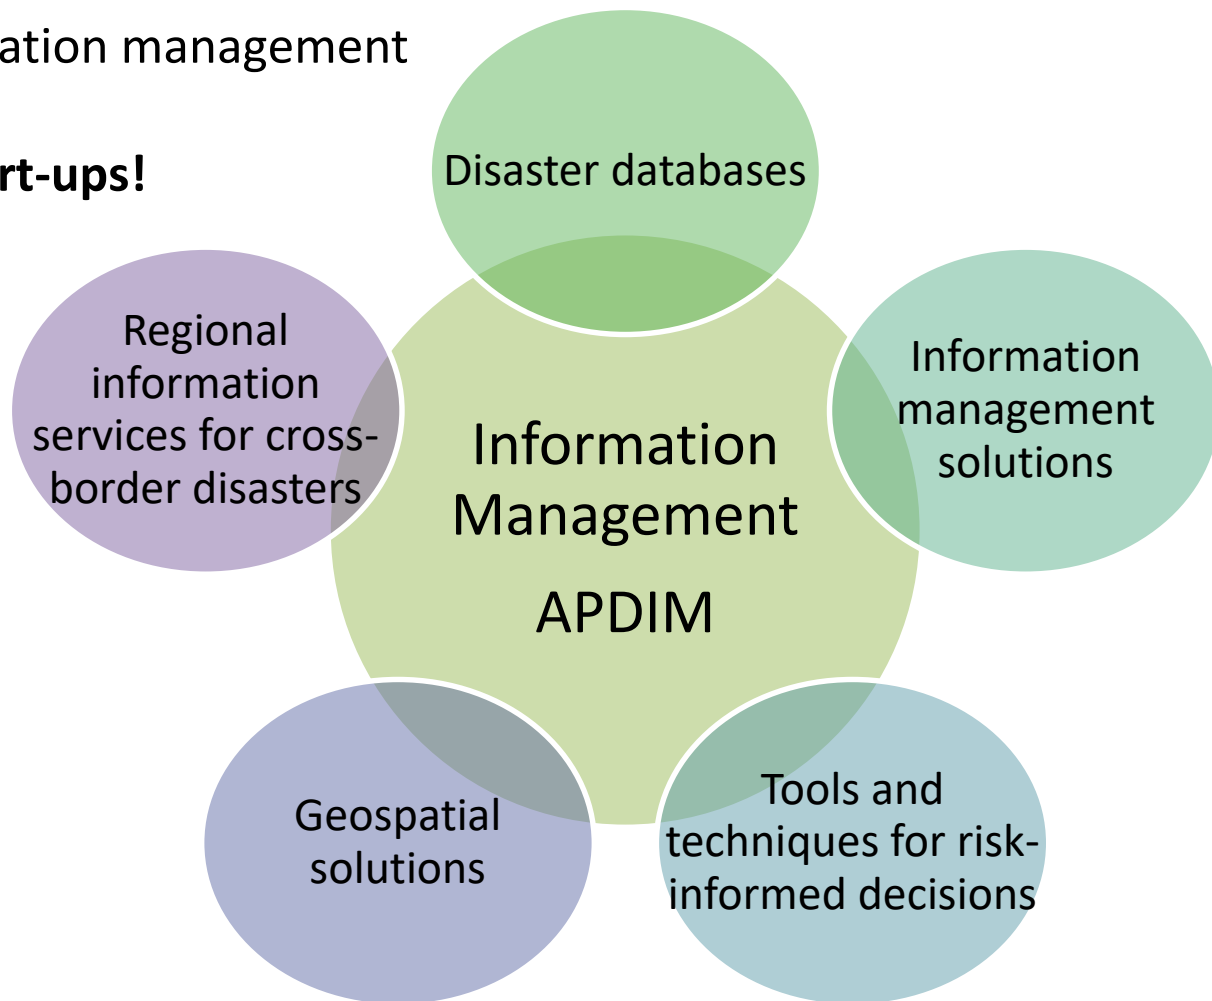 ation management
rt-ups!
Disaster databases
Regional
information
services for cross-
border disasters
Information
management
solutions
Information
Management
APDIM
Geospatial
solutions
Tools and
techniques for risk-
informed decisions